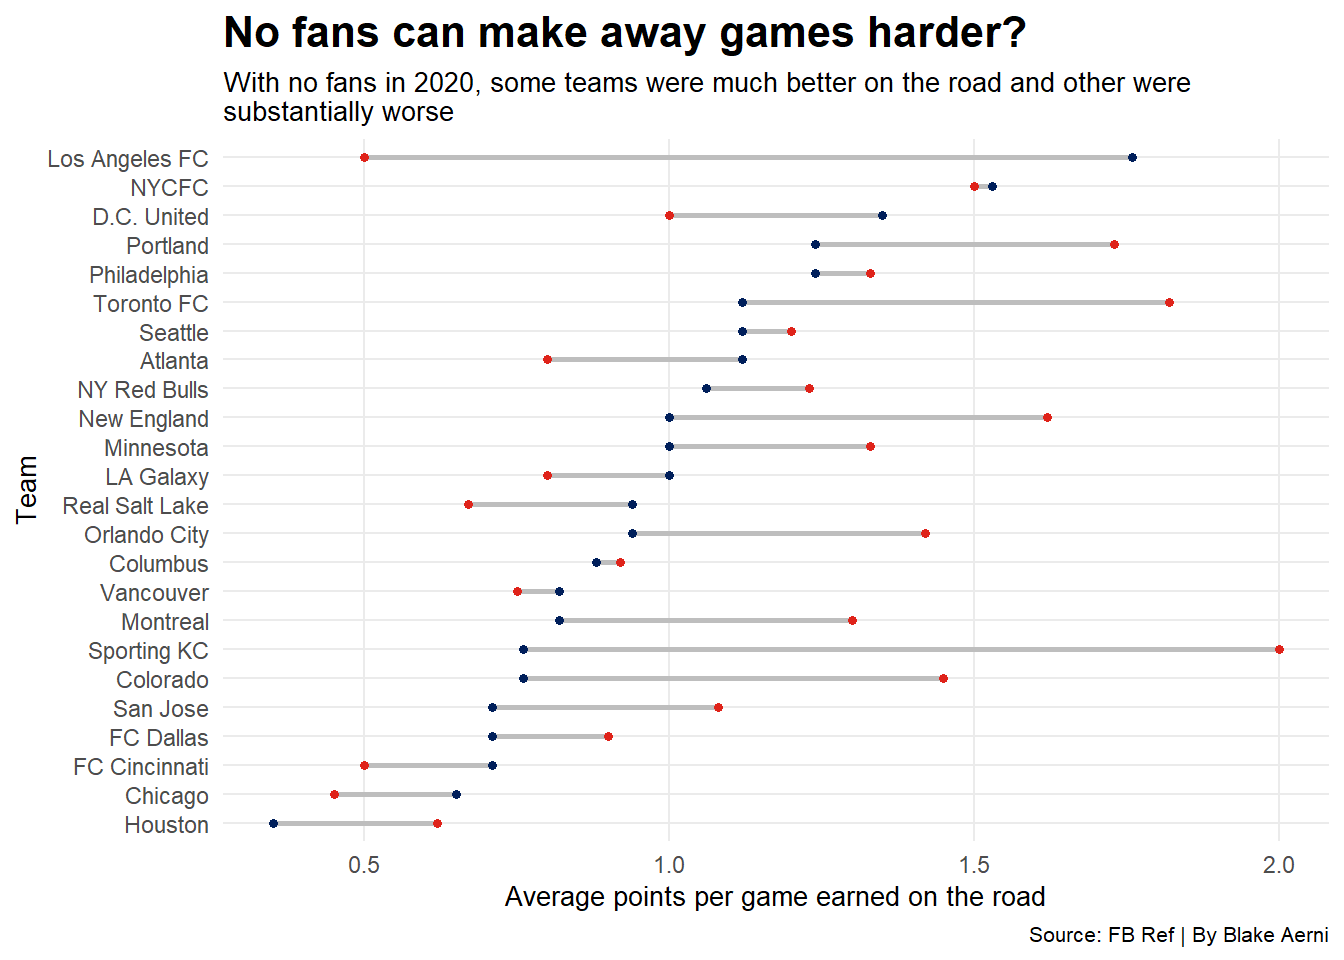 No fans can make away games harder?
With no fans in 2020, some teams were much better on the road and other were
substantially worse
Los Angeles FC
NYCFC
D.C. United
Portland
Philadelphia
Toronto FC
Seattle
Atlanta
NY Red Bulls
New England
Minnesota
LA Galaxy
Real Salt Lake
Orlando City
Columbus
Vancouver
Montreal
Sporting KC
Colorado
San Jose
FC Dallas
FC Cincinnati
Chicago
Houston
Team
0.5 1.0 1.5 2.0
Average points per game earned on the road
Source: FB Ref | By Blake Aerni